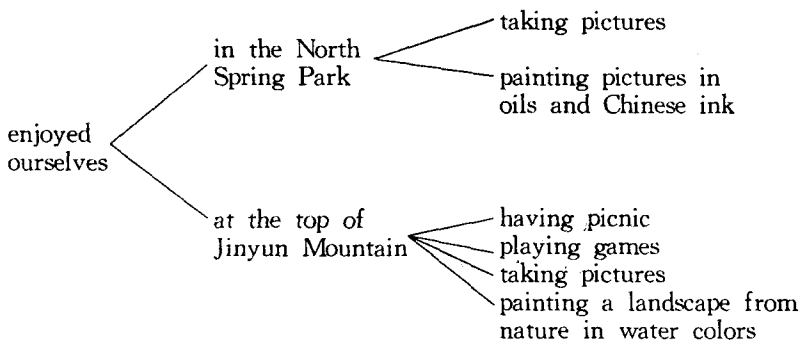 enjoyed
ourselves
in the North
Spring Park
taking pictures
painting pictures in
oils and Chinese ink
at the top of
Jinyun Mountain
having picnic
playing games
taking pictures
painting a landscape from
nature in water colors